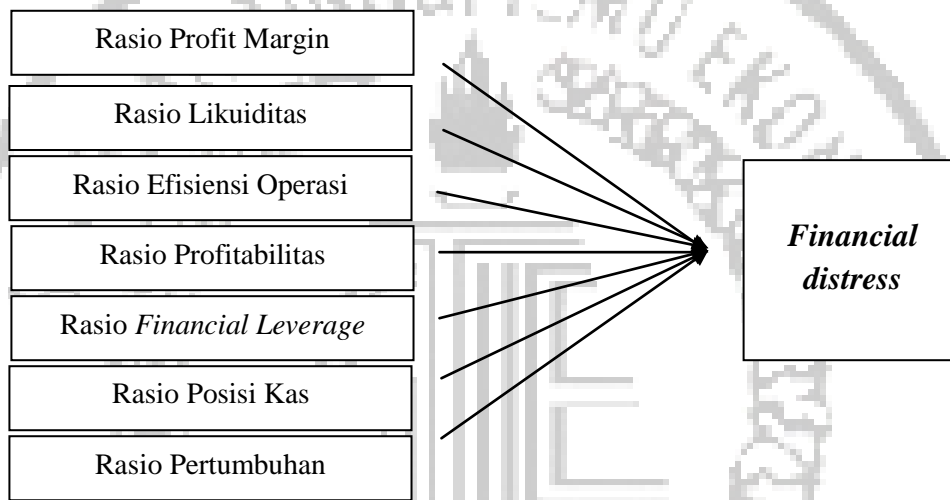 Rasio Profit Margin
Rasio Likuiditas
Rasio Efisiensi Operasi
Rasio Profitabilitas
Rasio Financial Leverage
Rasio Posisi Kas
Rasio Pertumbuhan
Financial
distress